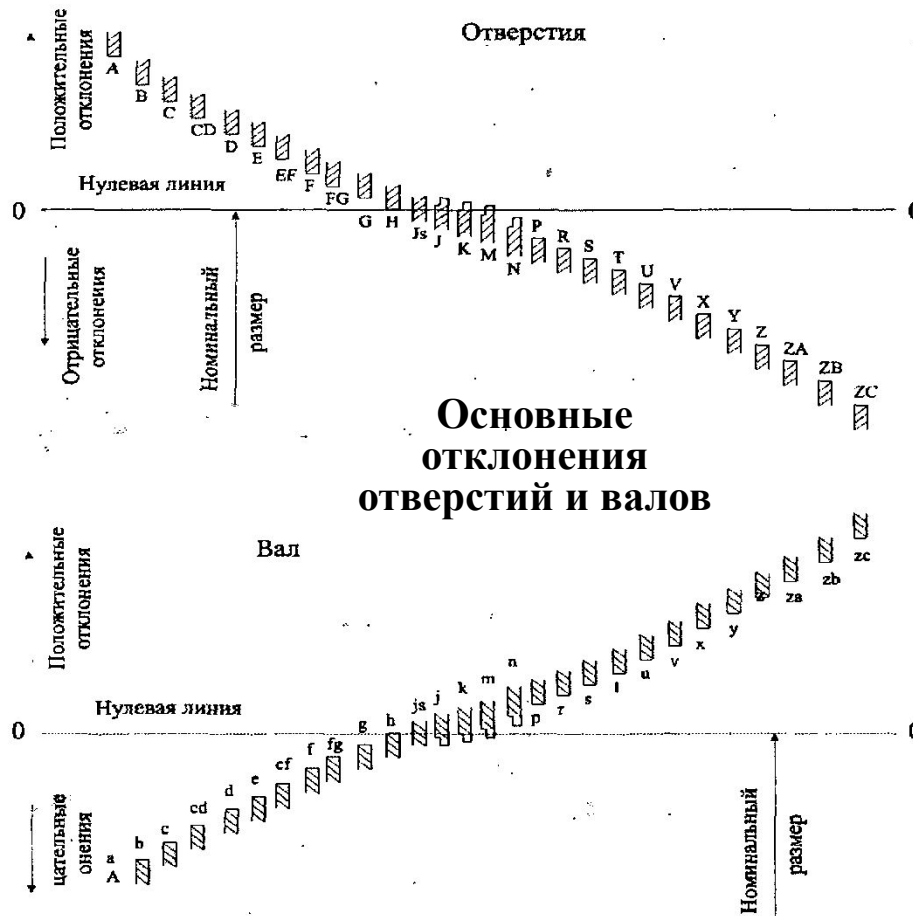 Отверстия
Положительные
отклонения
A
B
C
CD
D
E
EF
F
FG
G
H
Js
J
K
M
N
P
R
S
T
U
V
X
Y
Z
ZA
ZB
ZC
Нулевая линия
0
Отрицательные
отклонения
Номинальный
размер
Основные
отклонения
отверстий и валов
Вал
Положительные
отклонения
Нулевая линия
0
a
A
b
c
cd
d
e
cf
f
fg
g
h
js
j
k
m
n
p
r
s
t
u
v
x
y
z
za
zb
zc
цательные
онения
Номинальный
размер